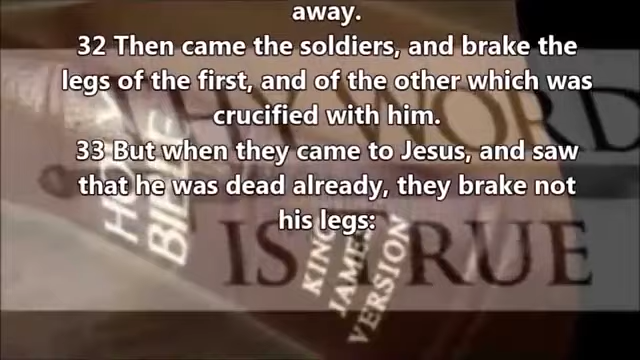 away.
32 Then came the soldiers, and brake the
legs of the first, and of the other which was
crucified with him.
33 But when they came to Jesus, and saw
that he was dead already, they brake not
his legs:
THY WORD
IS TRUE
HOLY
BIBLE
KING
JAMES
VERSION